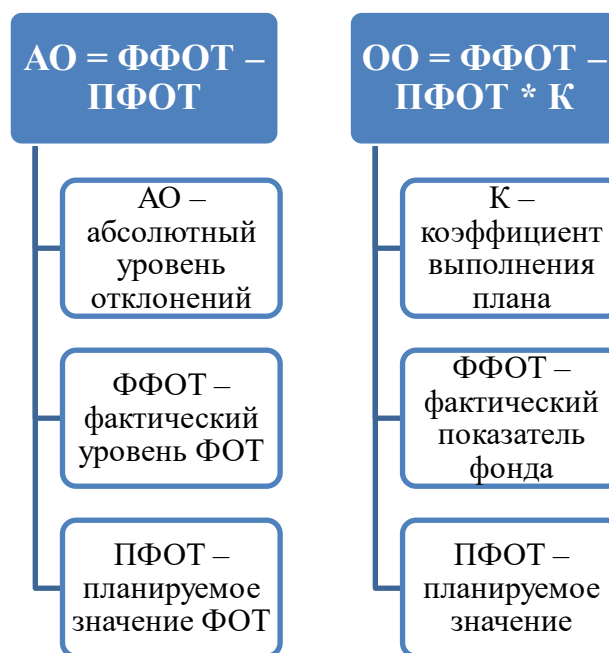 АО = ФФОТ –
ПФОТ
АО –
абсолютный
уровень
отклонений
ФФОТ –
фактический
уровень ФОТ
ПФОТ –
планируемое
значение ФОТ
ОО = ФФОТ –
ПФОТ * К
К –
коэффициент
выполнения
плана
ФФОТ –
фактический
показатель
фонда
ПФОТ –
планируемое
значение